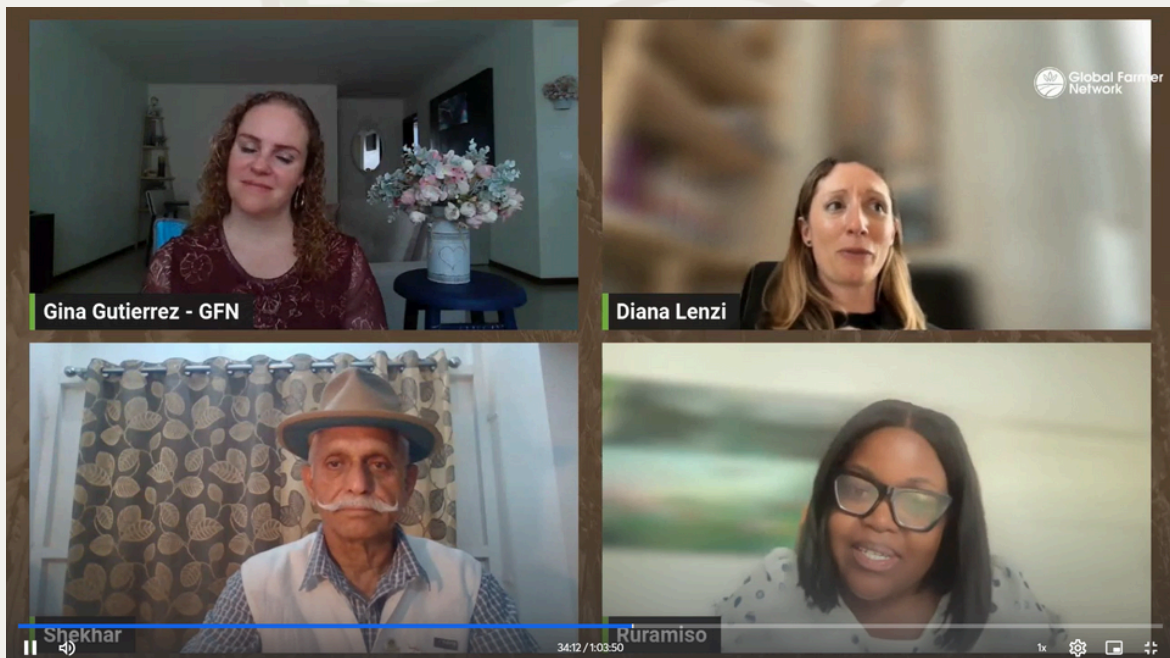 Global Farmer
Network
Gina Gutierrez - GFN
Diana Lenzi
Shekhar
Ruramiso
34:12 / 1:03:50
1x